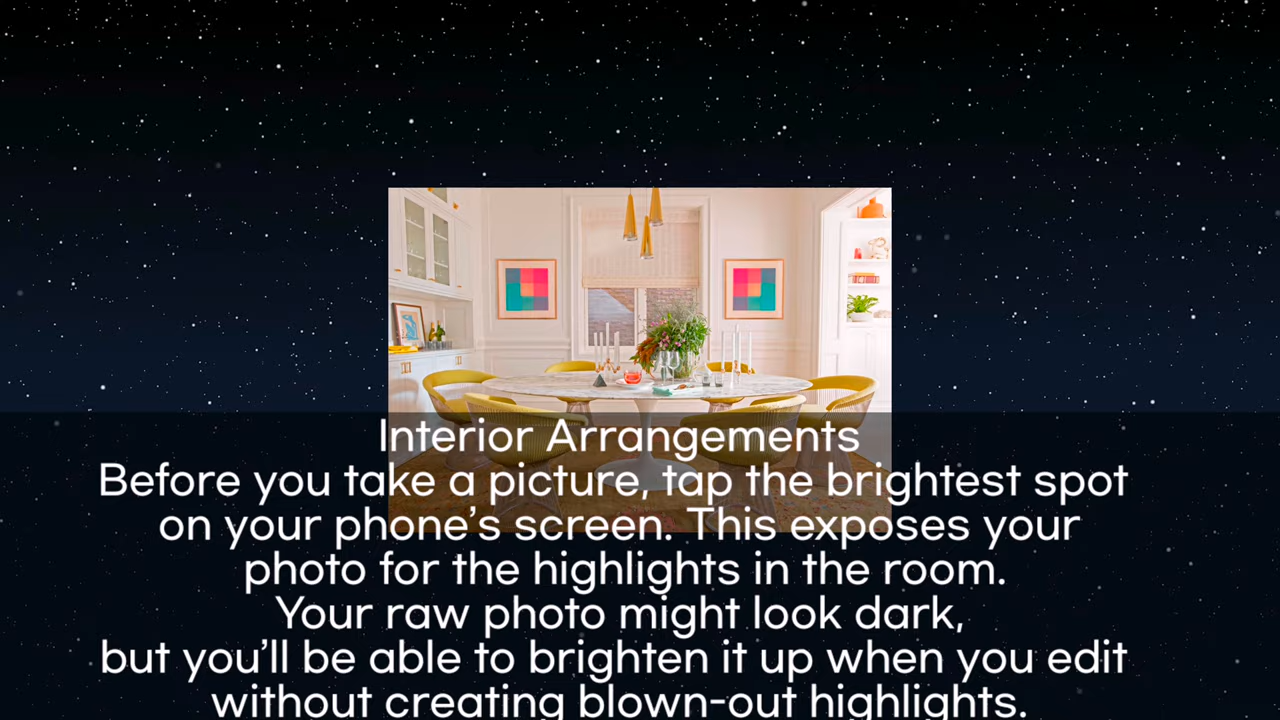 Interior Arrangements
Before you take a picture, tap the brightest spot
on your phone’s screen. This exposes your
photo for the highlights in the room.
Your raw photo might look dark,
but you’ll be able to brighten it up when you edit
without creating blown-out highlights.